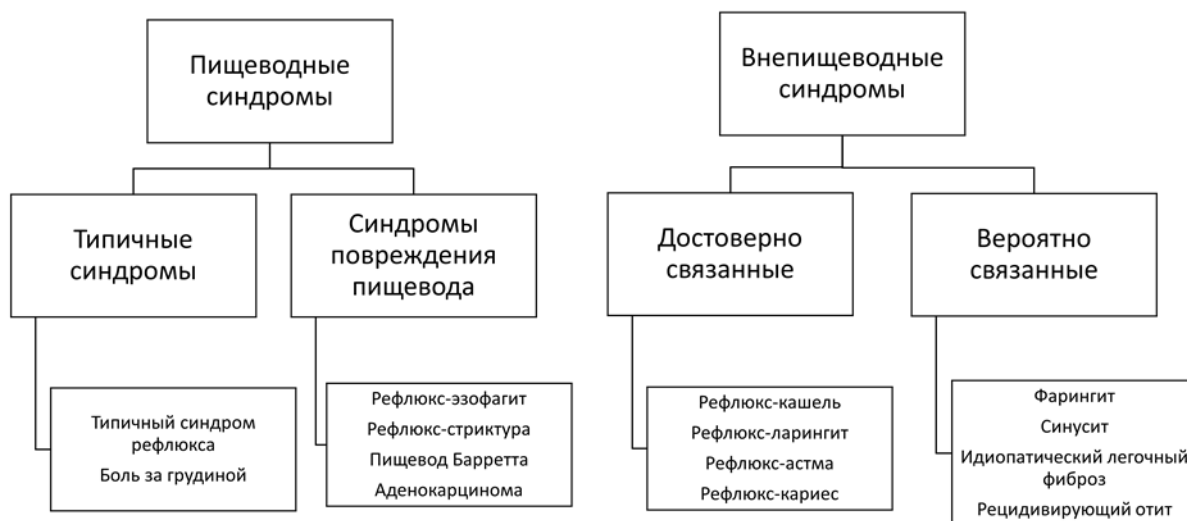 Пищеводные
синдромы
Типичные
синдромы
Синдромы
повреждения
пищевода
Типичный синдром
рефлюкса
Боль за грудиной
Рефлюкс-эзофагит
Рефлюкс-стриктура
Пищевод Барретта
Аденокарцинома
Внепищеводные
синдромы
Достоверно
связанные
Вероятно
связанные
Рефлюкс-кашель
Рефлюкс-ларингит
Рефлюкс-астма
Рефлюкс-кариес
Фарингит
Синусит
Идиопатический легочный
фиброз
Рецидивирующий отит